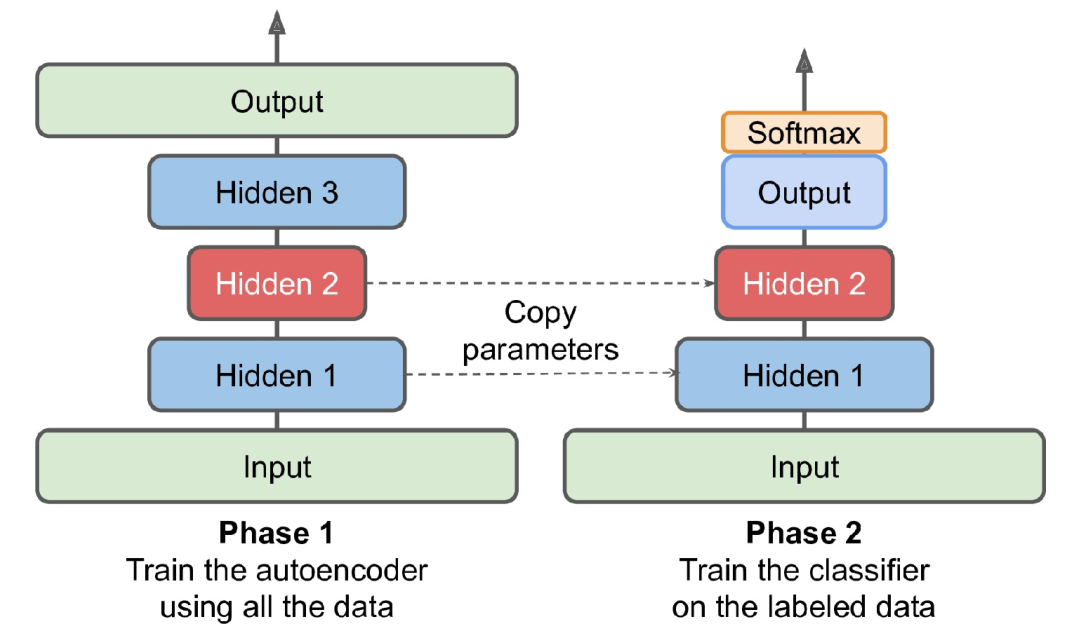 Output
Hidden 3
Hidden 2
Hidden 1
Input
Phase 1
Train the autoencoder
using all the data
Copy
parameters
Softmax
Output
Hidden 2
Hidden 1
Input
Phase 2
Train the classifier
on the labeled data